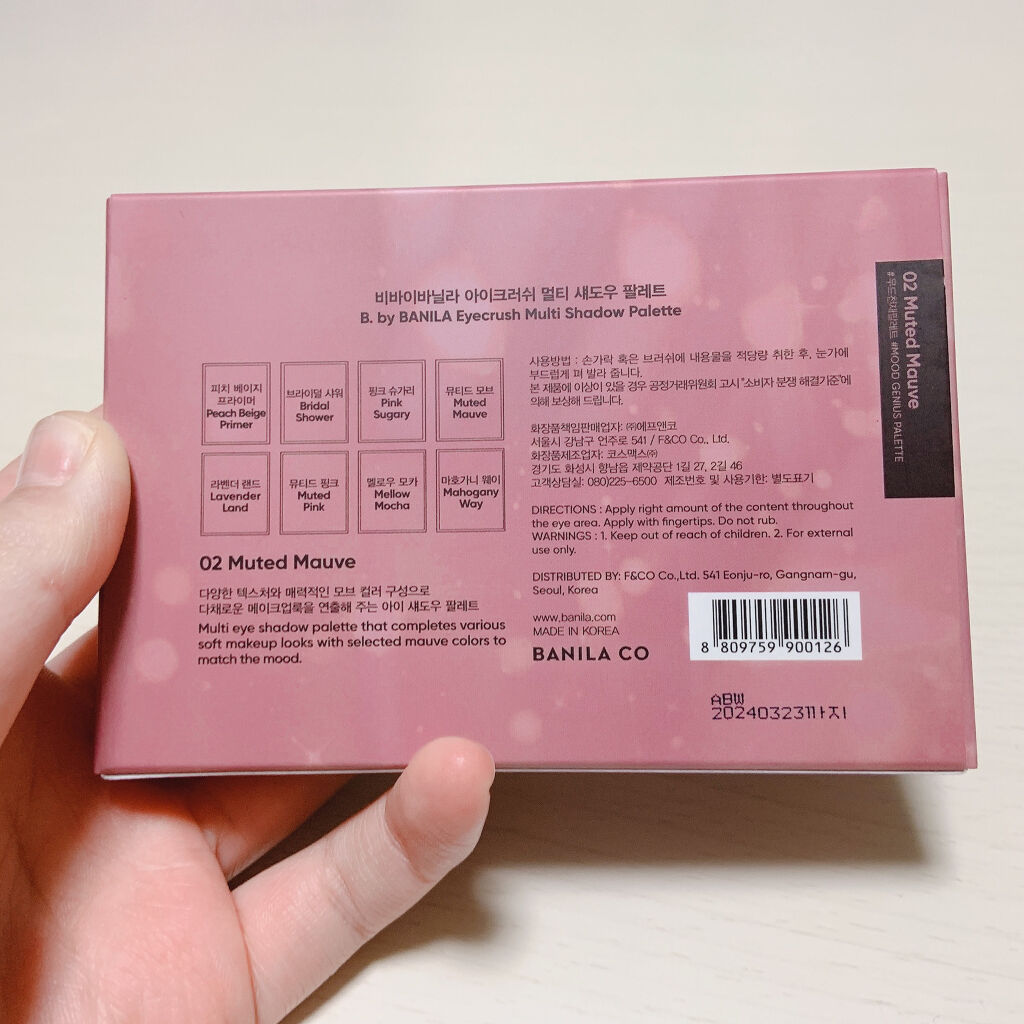 비바이바닐라 아이크러쉬 멀티 섀도우 팔레트
B. by BANILA Eyecrush Multi Shadow Palette
피치 베이지
프라이머
Peach Beige
Primer
브라이덜 샤워
Bridal
Shower
핑크 슈가리
Pink
Sugary
뮤티드 모브
Muted
Mauve
라벤더 랜드
Lavender
Land
뮤티드 핑크
Muted
Pink
멜로우 모카
Mellow
Mocha
마호가니 웨이
Mahogany
Way
02 Muted Mauve
다양한 텍스처와 매력적인 모브 컬러 구성으로
다채로운 메이크업룩을 연출해 주는 아이 섀도우 팔레트
Multi eye shadow palette that completes various
soft makeup looks with selected mauve colors to
match the mood.
사용방법 : 손가락 혹은 브러쉬에 내용물을 적당량 취한 후, 눈가에
부드럽게 펴 발라 줍니다.
본 제품에 이상이 있을 경우 공정거래위원회 고시 "소비자 분쟁 해결기준"에
의해 보상해 드립니다.
화장품책임판매업자: ㈜에프앤코
서울시 강남구 언주로 541 / F&CO Co., Ltd.
화장품제조업자: 코스맥스㈜
경기도 화성시 향남읍 제약공단 1길 27, 2길 46
고객상담실: 080)225-6500 제조번호 및 사용기한: 별도표기
DIRECTIONS : Apply right amount of the content throughout
the eye area. Apply with fingertips. Do not rub.
WARNINGS : 1. Keep out of reach of children. 2. For external
use only.
DISTRIBUTED BY: F&CO Co.,Ltd. 541 Eonju-ro, Gangnam-gu,
Seoul, Korea
www.banila.com
MADE IN KOREA
BANILA CO
8 809759 900126
ABW
20240323까지
02 Muted Mauve
#무드천재팔레트 #MOOD GENIUS PALETTE